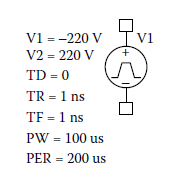 V1 = −220 V
V1
V2 = 220 V
TD = 0
TR = 1 ns
TF = 1 ns
PW = 100 us
PER = 200 us
+